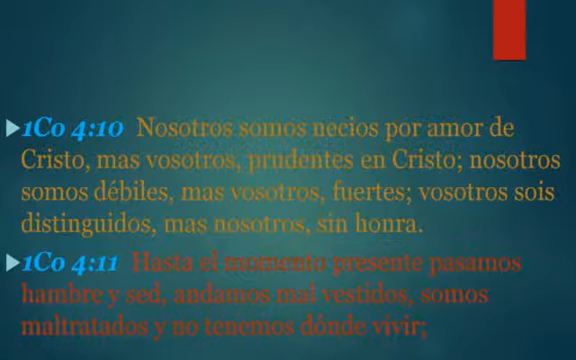 1Co 4:10 Nosotros somos necios por amor de
Cristo, mas vosotros, prudentes en Cristo; nosotros
somos débiles, mas vosotros, fuertes; vosotros sois
distinguidos, mas nosotros, sin honra.
1Co 4:11 Hasta el momento presente pasamos
hambre y sed, andamos mal vestidos, somos
maltratados y no tenemos dónde vivir;